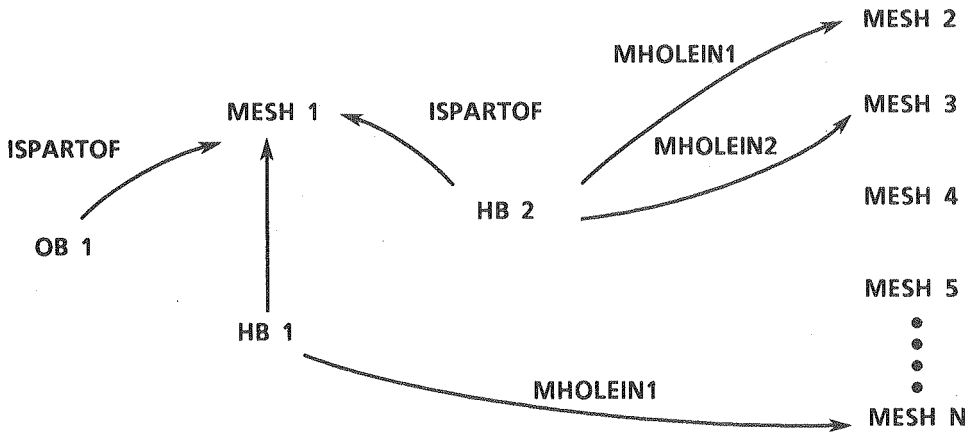 MESH 2
MHOLEIN1
MESH 1
ISPARTOF
MESH 3
ISPARTOF
MHOLEIN2
HB 2
MESH 4
OB 1
MESH 5
HB 1
MHOLEIN1
MESH N